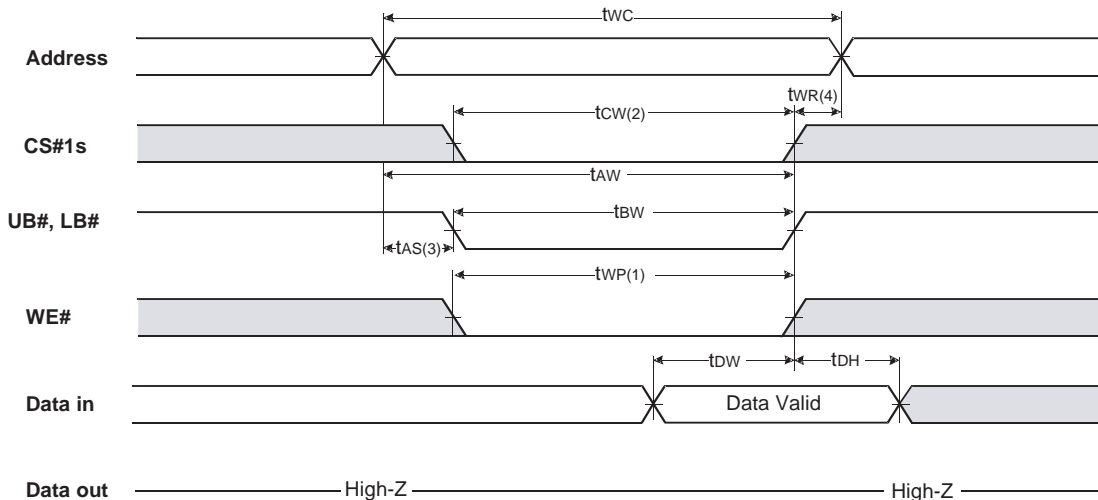 tWC
Address
tWR(4)
tCW(2)
CS#1s
tAW
UB#, LB#
tBW
tAS(3)
tWP(1)
WE#
tDW
tDH
Data in
Data Valid
Data out
High-Z
High-Z